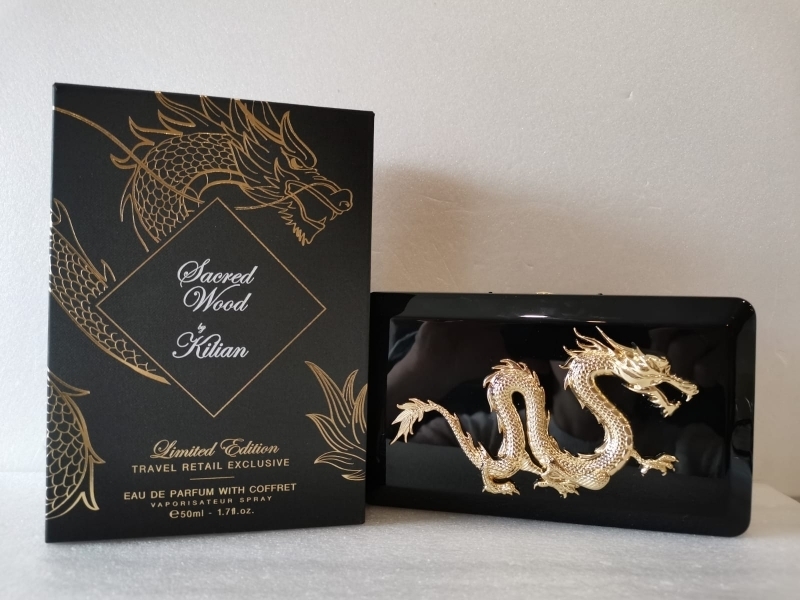 Sacred
Wood
by
Kilian
Limited Edition
TRAVEL RETAIL EXCLUSIVE
EAU DE PARFUM WITH COFFRET
VAPORISATEUR SPRAY
℮50ml - 1.7fl.oz.